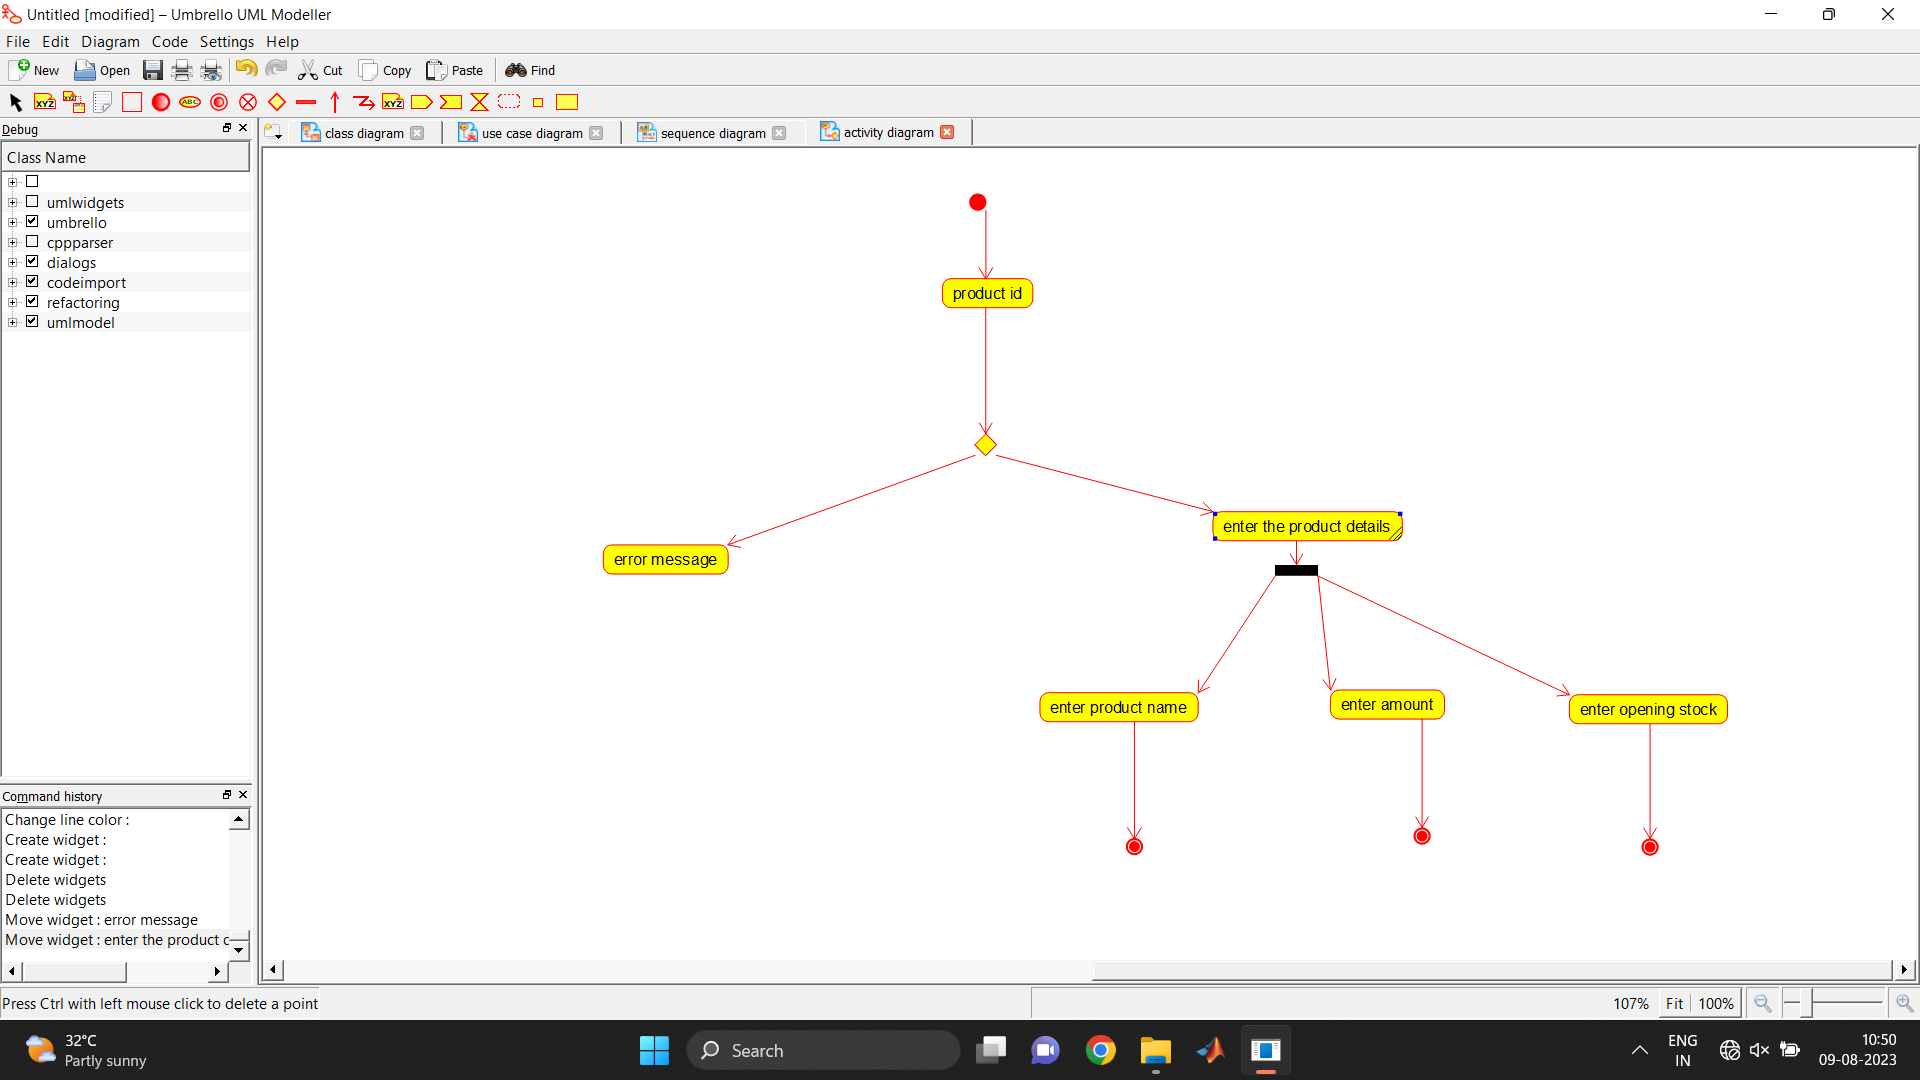 Untitled [modified] – Umbrello UML Modeller
File Edit Diagram Code Settings Help
New Open Cut Copy Paste Find
XYZ XYZ ABC XYZ
Debug
class diagram use case diagram sequence diagram activity diagram
Class Name
umlwidgets
umbrello
cppparser
dialogs
codeimport
refactoring
umlmodel
product id
enter the product details
error message
enter product name
enter amount
enter opening stock
Command history
Change line color :
Create widget :
Create widget :
Delete widgets
Delete widgets
Move widget : error message
Move widget : enter the product
Press Ctrl with left mouse click to delete a point
107% Fit 100%
32°C
Partly sunny
Search
ENG
IN
10:50
09-08-2023